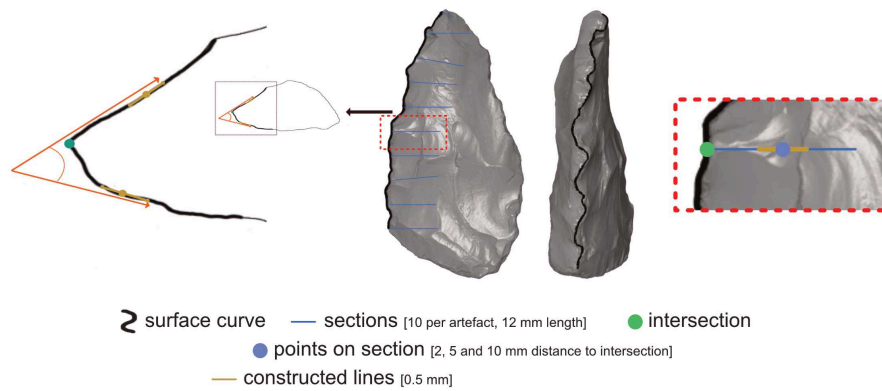 surface curve sections [10 per artefact, 12 mm length] intersection
points on section [2, 5 and 10 mm distance to intersection]
constructed lines [0.5 mm]